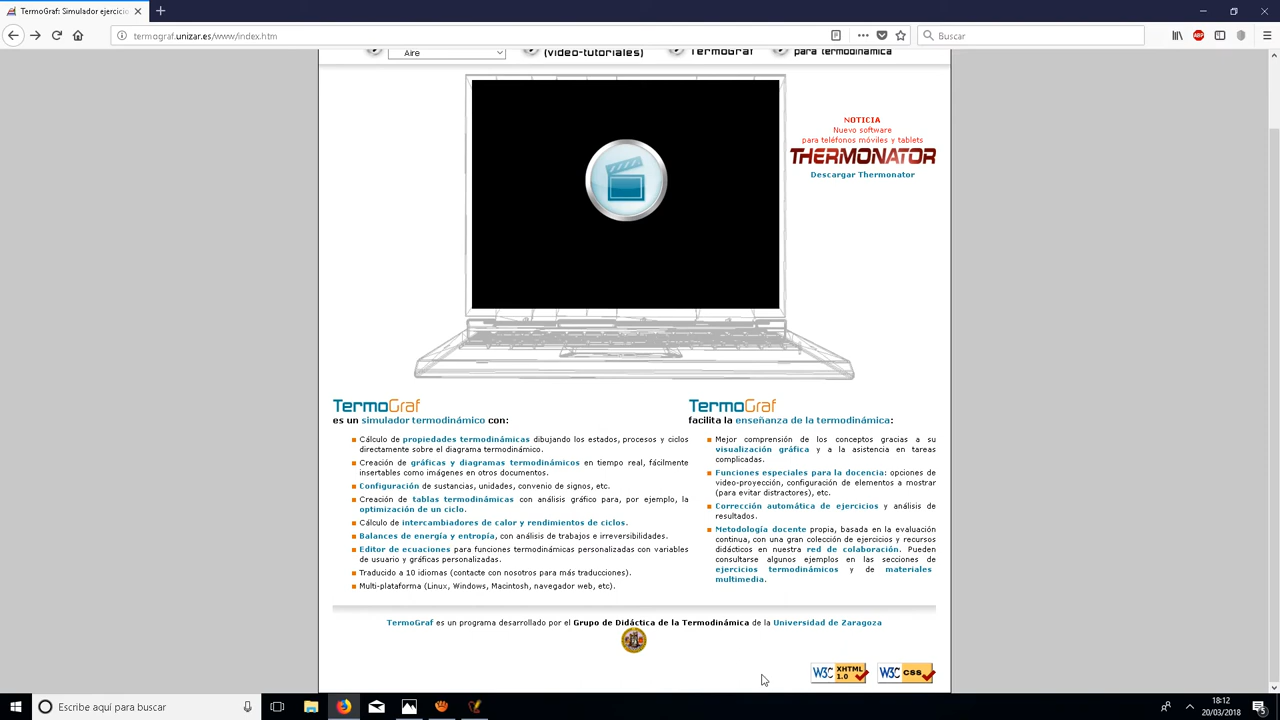 TermoGraf: Simulador ejercicio
termograf.unizar.es/www/index.htm
Buscar
Aire
(video-tutoriales)
TermoGraf
para termodinámica
NOTICIA
Nuevo software
para teléfonos móviles y tablets
THERMONATOR
Descargar Thermonator
TermoGraf
es un simulador termodinámico con:
Cálculo de propiedades termodinámicas dibujando los estados, procesos y ciclos
directamente sobre el diagrama termodinámico.
Creación de gráficas y diagramas termodinámicos en tiempo real, fácilmente
insertables como imágenes en otros documentos.
Configuración de sustancias, unidades, convenio de signos, etc.
Creación de tablas termodinámicos con análisis gráfico para, por ejemplo, la
optimización de un ciclo.
Cálculo de intercambiadores de calor y rendimientos de ciclos.
Balances de energía y entropía, con análisis de trabajos e irreversibilidades.
Editor de ecuaciones para funciones termodinámicas personalizadas con variables
de usuario y gráficas personalizadas.
Traducido a 10 idiomas (contacte con nosotros para más traducciones).
Multi-plataforma (Linux, Windows, Macintosh, navegador web, etc).
TermoGraf
facilita la enseñanza de la termodinámica:
Mejor comprensión de los conceptos gracias a su
visualización gráfica y a la asistencia en tareas
complicadas.
Funciones especiales para la docencia: opciones de
video-proyección, configuración de elementos a mostrar
(para evitar distractores), etc.
Corrección automática de ejercicios y análisis de
resultados.
Metodología docente propia, basada en la evaluación
continua, con una gran colección de ejercicios y recursos
didácticos en nuestra red de colaboración. Pueden
consultarse algunos ejemplos en las secciones de
ejercicios termodinámicos y de materiales
multimedia.
TermoGraf es un programa desarrollado por el Grupo de Didáctica de la Termodinámica de la Universidad de Zaragoza
W3C XHTML 1.0
W3C CSS
Escribe aquí para buscar
18:12
20/03/2018
5